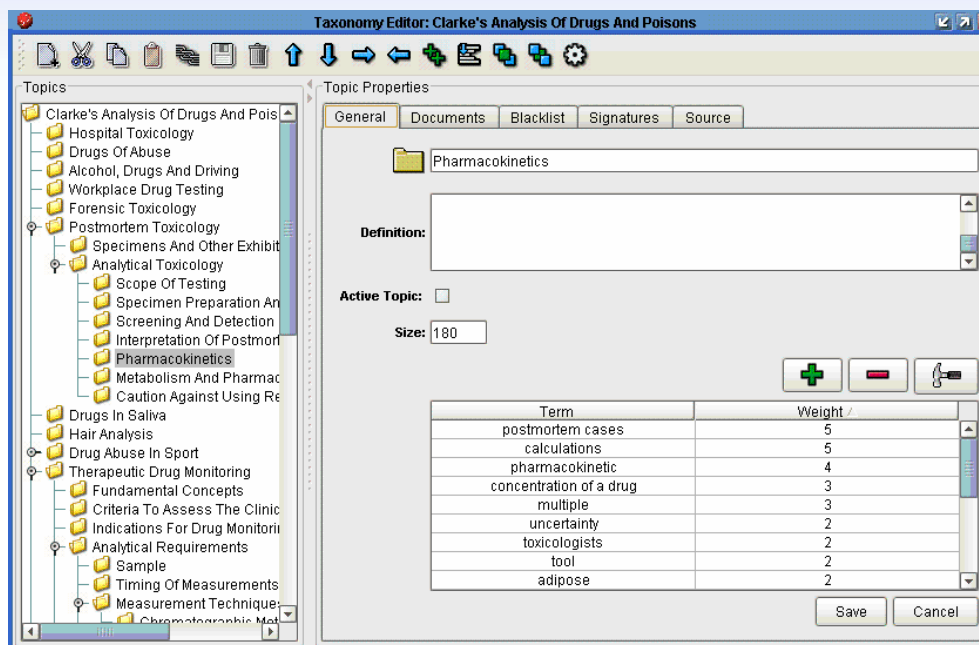 Taxonomy Editor: Clarke's Analysis Of Drugs And Poisons
Topics
Clarke's Analysis Of Drugs And Pois
Hospital Toxicology
Drugs Of Abuse
Alcohol, Drugs And Driving
Workplace Drug Testing
Forensic Toxicology
Postmortem Toxicology
Specimens And Other Exhibit
Analytical Toxicology
Scope Of Testing
Specimen Preparation An
Screening And Detection
Interpretation Of Postmort
Pharmacokinetics
Metabolism And Pharmac
Caution Against Using Re
Drugs In Saliva
Hair Analysis
Drug Abuse In Sport
Therapeutic Drug Monitoring
Fundamental Concepts
Criteria To Assess The Clinic
Indications For Drug Monitori
Analytical Requirements
Sample
Timing Of Measurements
Measurement Technique
Chromatographic Met
Topic Properties
General Documents Blacklist Signatures Source
Pharmacokinetics
Definition:
Active Topic:
Size: 180
Term Weight
postmortem cases 5
calculations 5
pharmacokinetic 4
concentration of a drug 3
multiple 3
uncertainty 2
toxicologists 2
tool 2
adipose 2
Save Cancel